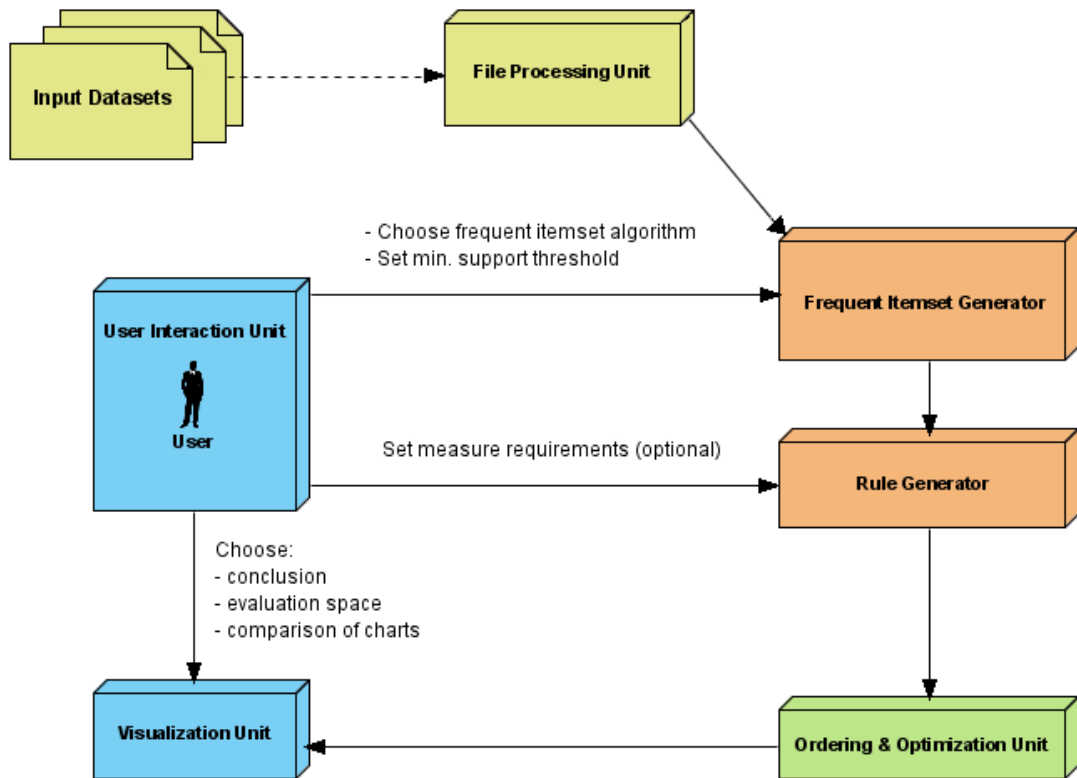 Input Datasets
File Processing Unit
- Choose frequent itemset algorithm
- Set min. support threshold
Frequent Itemset Generator
User Interaction Unit
User
Set measure requirements (optional)
Rule Generator
Choose:
- conclusion
- evaluation space
- comparison of charts
Visualization Unit
Ordering & Optimization Unit